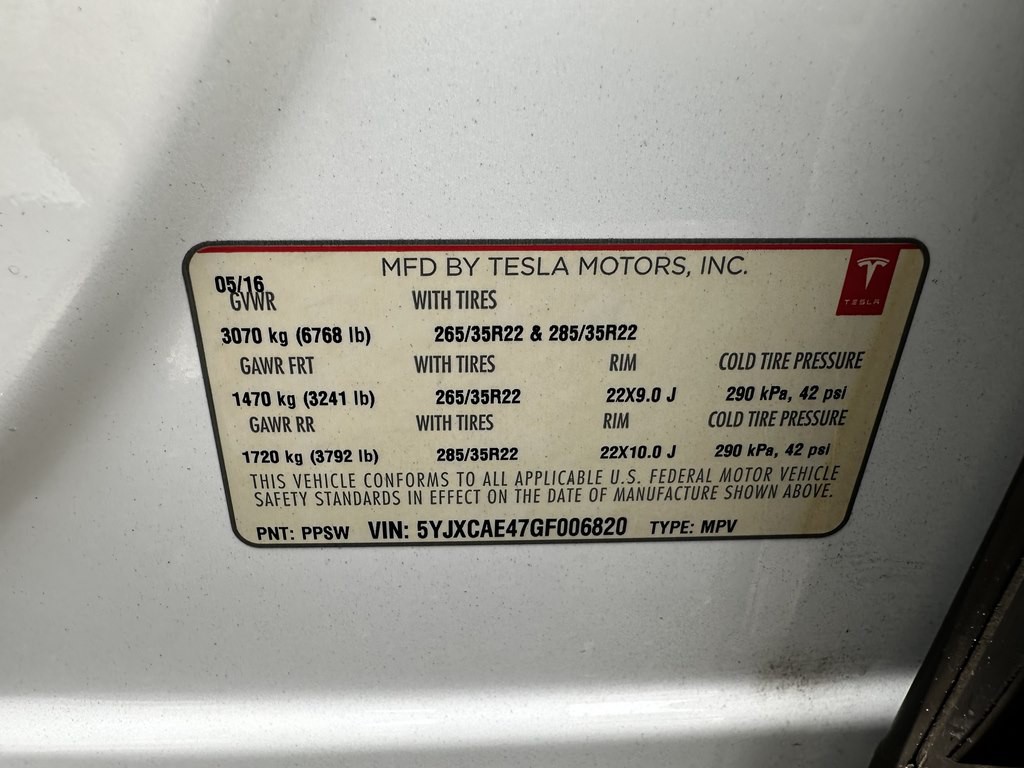 MFD BY TESLA MOTORS, INC.
TESLA
05/16
GVWR WITH TIRES
3070 kg (6768 lb) 265/35R22 & 285/35R22
GAWR FRT WITH TIRES RIM COLD TIRE PRESSURE
1470 kg (3241 lb) 265/35R22 22X9.0 J 290 kPa, 42 psi
GAWR RR WITH TIRES RIM COLD TIRE PRESSURE
1720 kg (3792 lb) 285/35R22 22X10.0 J 290 kPa, 42 psi
THIS VEHICLE CONFORMS TO ALL APPLICABLE U.S. FEDERAL MOTOR VEHICLE
SAFETY STANDARDS IN EFFECT ON THE DATE OF MANUFACTURE SHOWN ABOVE.
PNT: PPSW VIN: 5YJXCAE47GF006820 TYPE: MPV